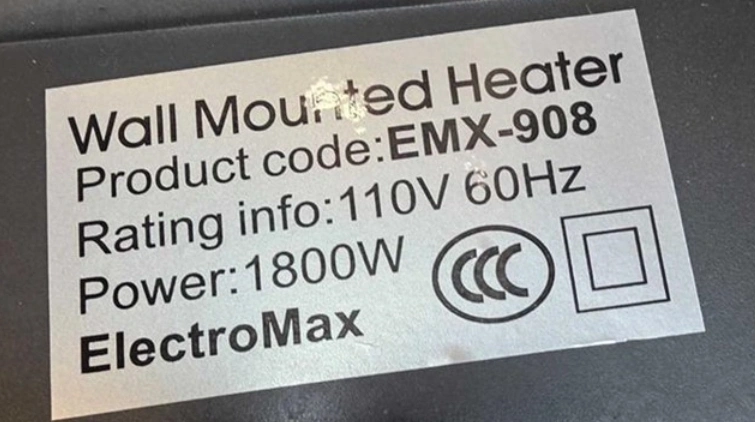 Wall Mounted Heater
Product code:EMX-908
Rating info:110V 60Hz
Power:1800W
CCC
ElectroMax